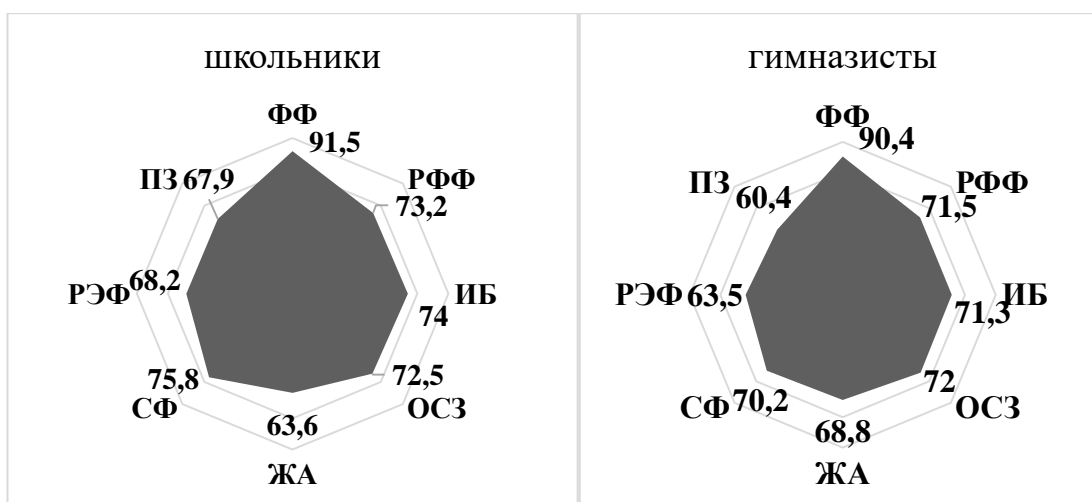 школьники
ФФ
91,5
РФФ
73,2
ИБ
74
ОСЗ
72,5
ЖА
63,6
СФ
75,8
РЭФ
68,2
ПЗ
67,9
гимназисты
ФФ
90,4
РФФ
71,5
ИБ
71,3
ОСЗ
72
ЖА
68,8
СФ
70,2
РЭФ
63,5
ПЗ
60,4